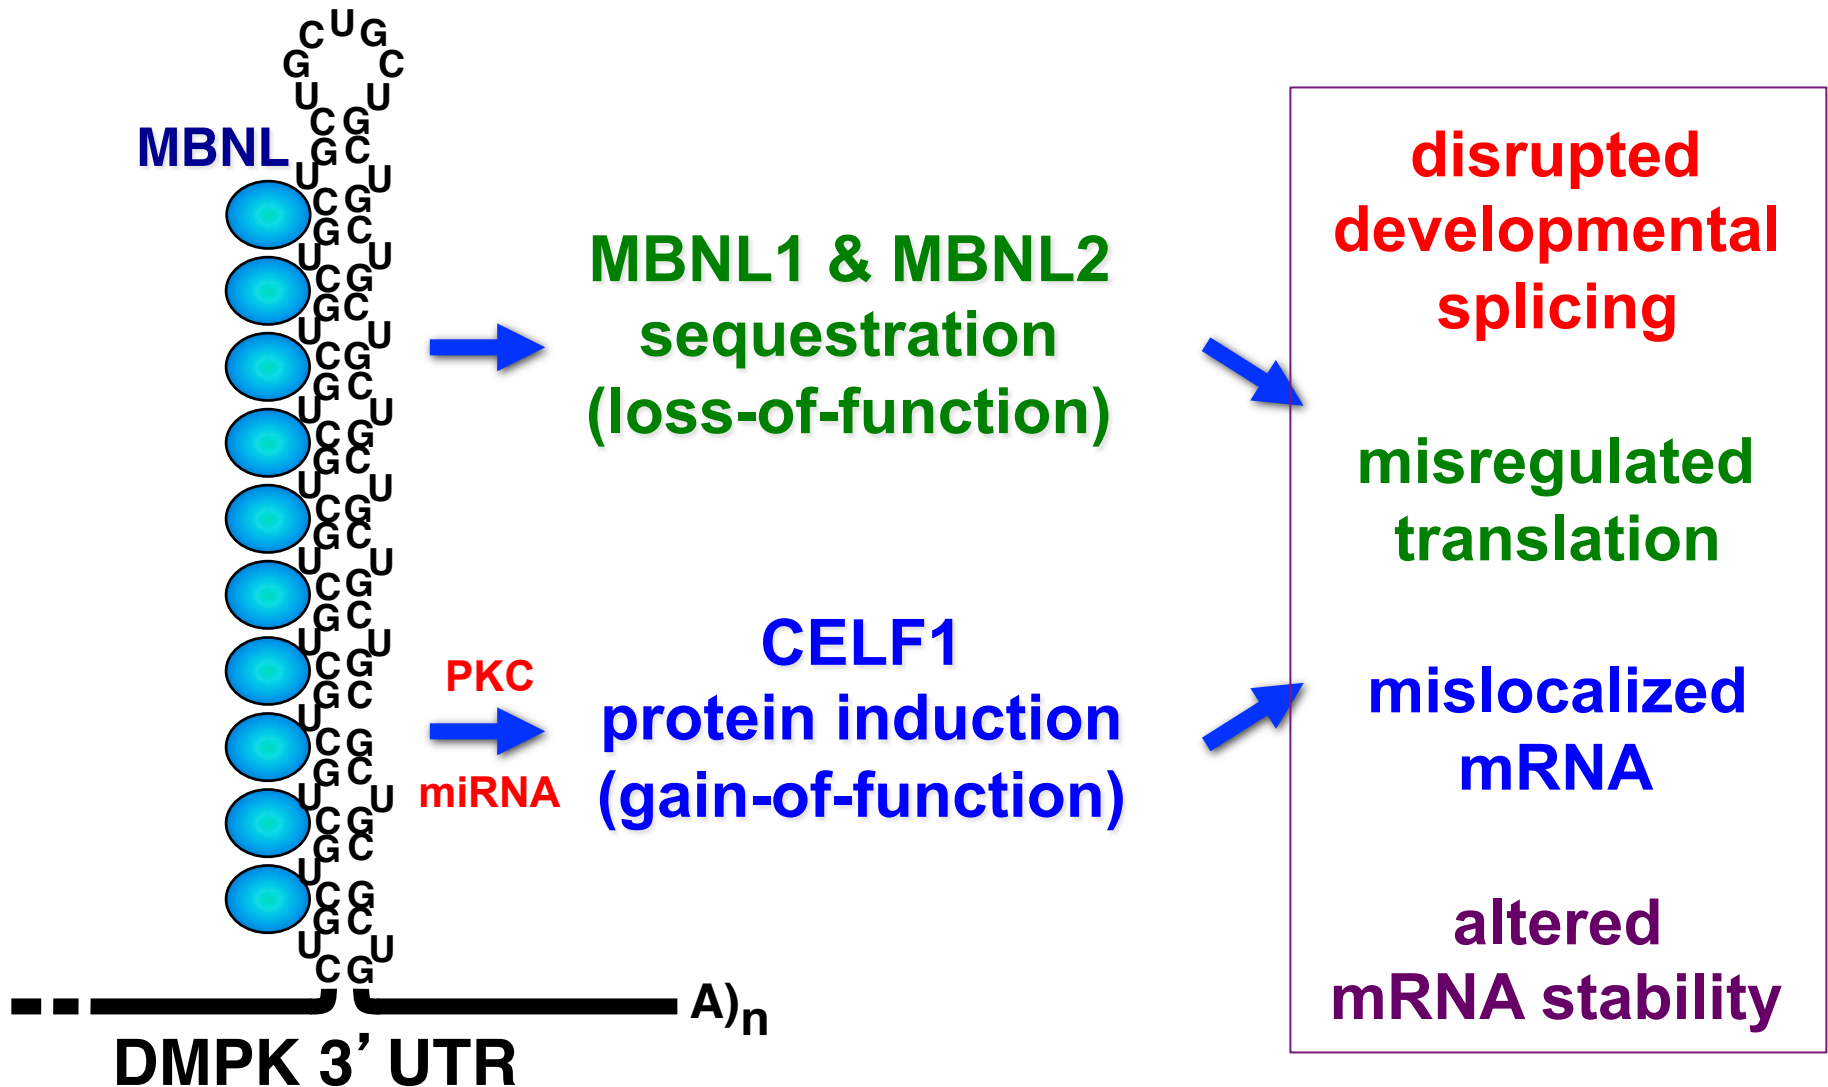 C U G
G C
U U
C G
MBNL
G C
U U
C G
G C
U U
C G
G C
U U
C G
G C
U U
C G
G C
U U
C G
G C
U U
C G
G C
U U
C G
G C
U
C G
G C
U U
C G
G C
U
C G
G C
U U
C G
A)n
DMPK 3’ UTR
MBNL1 & MBNL2
sequestration
(loss-of-function)
PKC
miRNA
CELF1
protein induction
(gain-of-function)
disrupted
developmental
splicing
misregulated
translation
mislocalized
mRNA
altered
mRNA stability